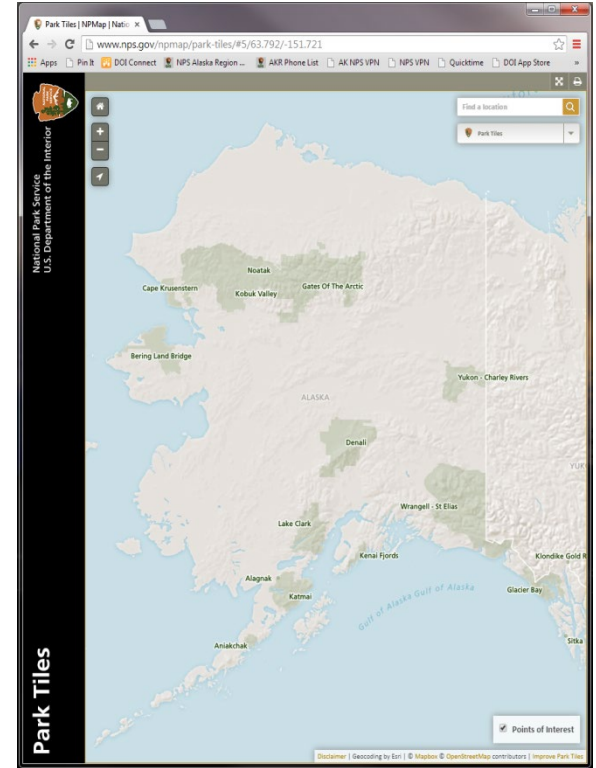 Park Tiles | NPMap | Natio
www.nps.gov/npmap/park-tiles/#5/63.792/-151.721
Apps Pin It DOI Connect NPS Alaska Region ... AKR Phone List AK NPS VPN NPS VPN Quicktime DOI App Store »
National Park Service
U.S. Department of the Interior
Park Tiles
Find a location
Park Tiles
Noatak
Cape Krusenstern
Kobuk Valley
Gates Of The Arctic
Bering Land Bridge
Yukon - Charley Rivers
ALASKA
Denali
YUK
Wrangell - St Elias
Lake Clark
Kenai Fjords
Klondike Gold R
Alagnak
Katmai
Glacier Bay
Gulf of Alaska Gulf of Alaska
Aniakchak
Sitka
Points of Interest
Disclaimer | Geocoding by Esri | © Mapbox © OpenStreetMap contributors | Improve Park Tiles